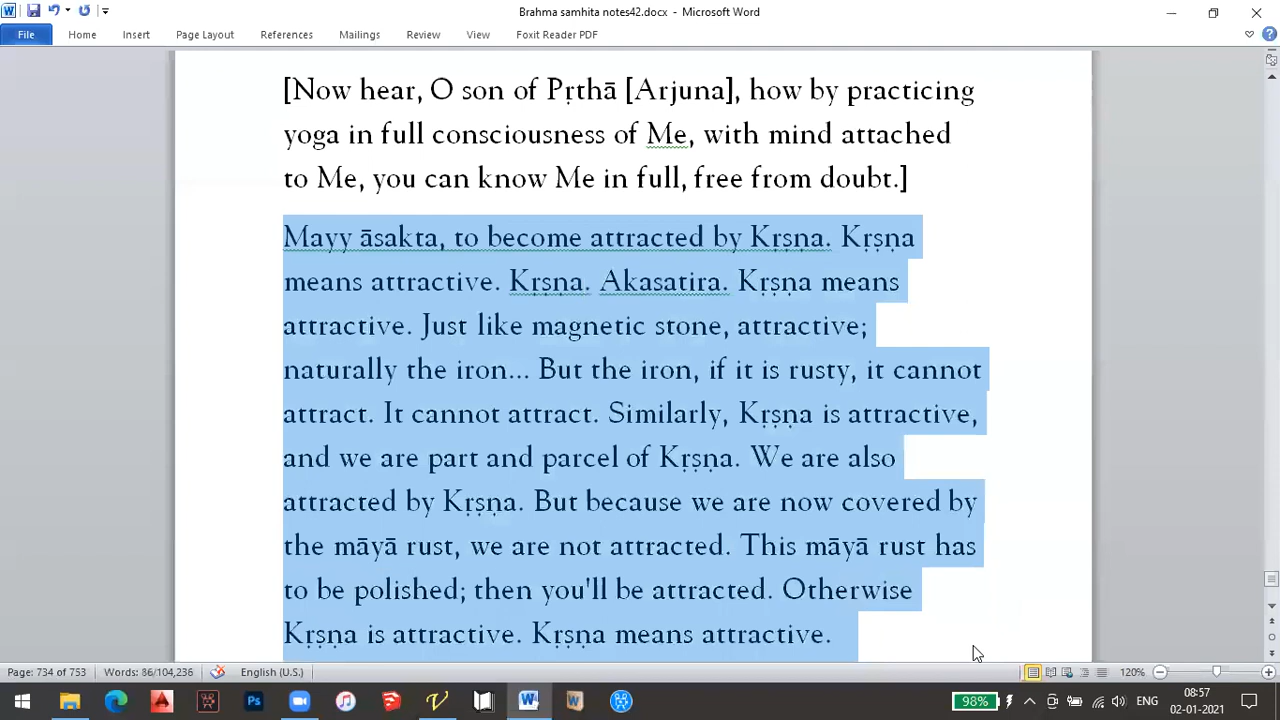 Brahma samhita notes42.docx - Microsoft Word
File Home Insert Page Layout References Mailings Review View Foxit Reader PDF
[Now hear, O son of Pṛthā [Arjuna], how by practicing
yoga in full consciousness of Me, with mind attached
to Me, you can know Me in full, free from doubt.]
Mayy āsakta, to become attracted by Kṛṣṇa. Kṛṣṇa
means attractive. Kṛṣṇa. Akasatira. Kṛṣṇa means
attractive. Just like magnetic stone, attractive;
naturally the iron... But the iron, if it is rusty, it cannot
attract. It cannot attract. Similarly, Kṛṣṇa is attractive,
and we are part and parcel of Kṛṣṇa. We are also
attracted by Kṛṣṇa. But because we are now covered by
the māyā rust, we are not attracted. This māyā rust has
to be polished; then you'll be attracted. Otherwise
Kṛṣṇa is attractive. Kṛṣṇa means attractive.
Page: 734 of 753 Words: 86/104,236 English (U.S.) 120%
98% ENG 08:57
02-01-2021